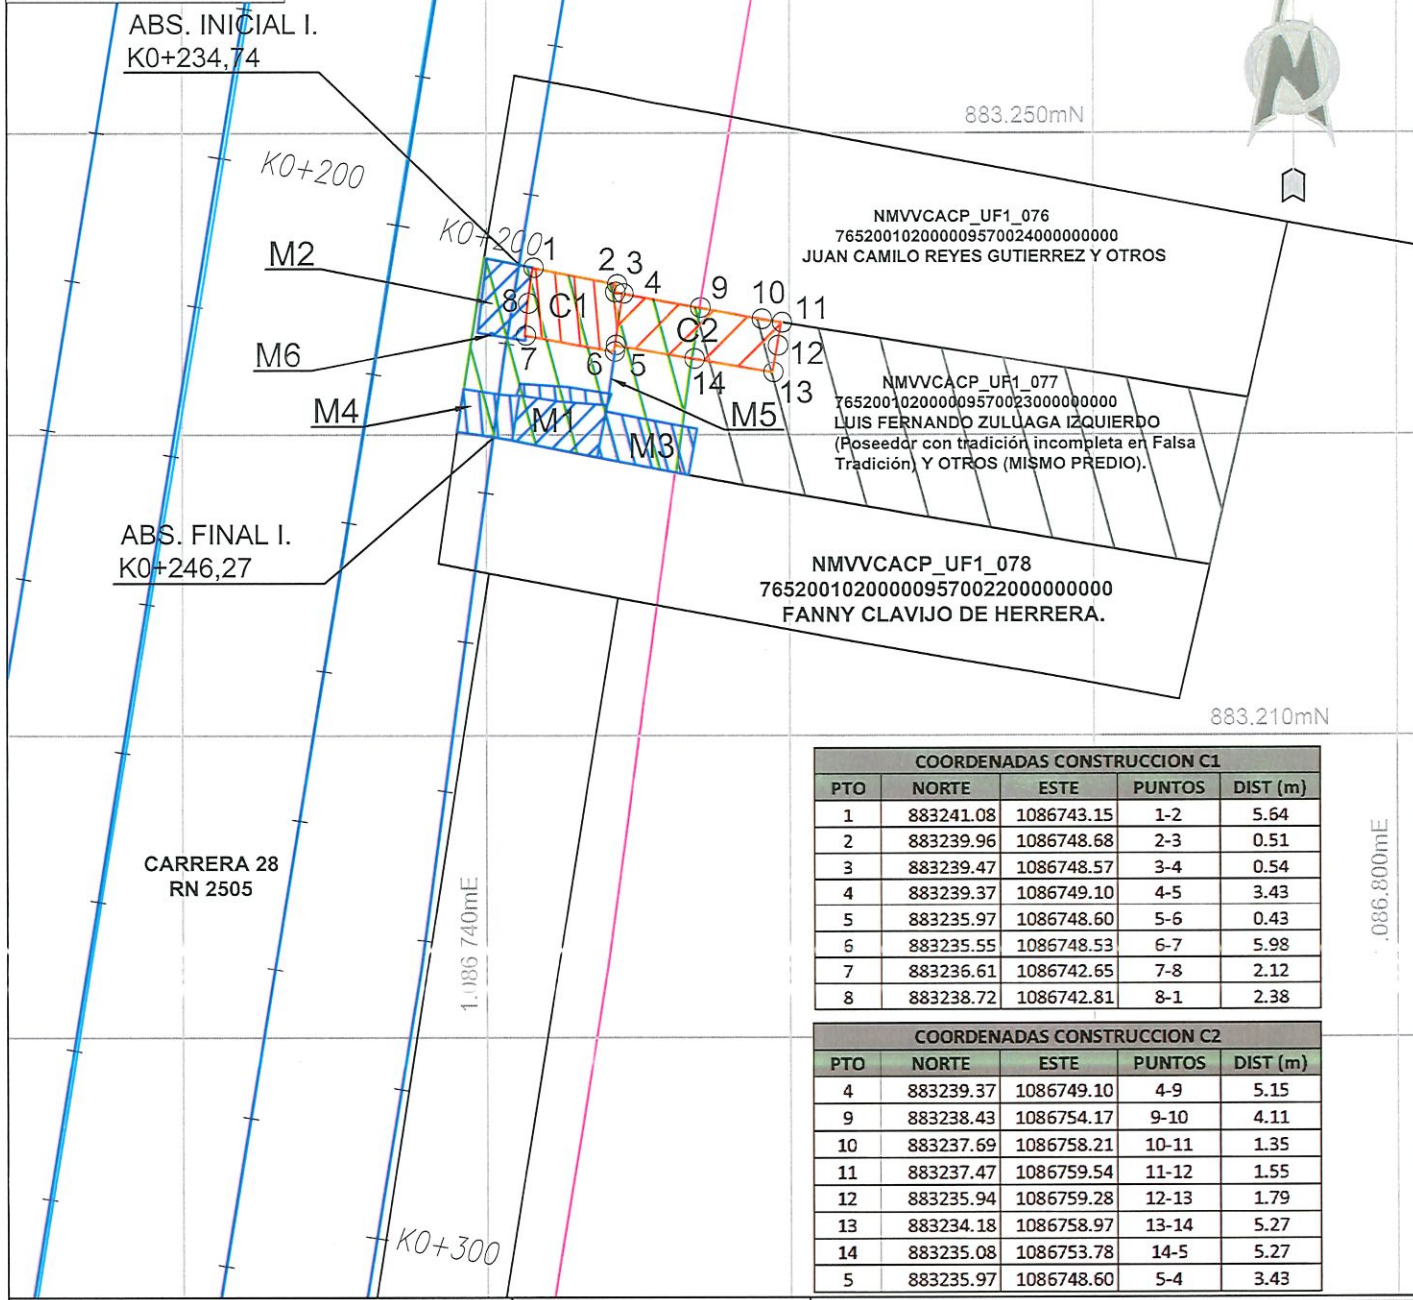 ABS. INICIAL I.
K0+234,74
K0+200
K0+200
883.250mN
NMVVCACP_UF1_076
765200102000009570024000000000
JUAN CAMILO REYES GUTIERREZ Y OTROS
M2
M6
M4
1
2
3
4
9
10
11
12
13
14
5
6
7
8
C1
C2
M1
M3
M5
NMVVCACP_UF1_077
765200102000009570023000000000
LUIS FERNANDO ZULUAGA IZQUIERDO
(Poseedor con tradición incompleta en Falsa
Tradición) Y OTROS (MISMO PREDIO).
ABS. FINAL I.
K0+246,27
NMVVCACP_UF1_078
765200102000009570022000000000
FANNY CLAVIJO DE HERRERA.
883.210mN
CARRERA 28
RN 2505
1.086 740mE
.086.800mE
K0+300
COORDENADAS CONSTRUCCION C1
PTO NORTE ESTE PUNTOS DIST (m)
1 883241.08 1086743.15 1-2 5.64
2 883239.96 1086748.68 2-3 0.51
3 883239.47 1086748.57 3-4 0.54
4 883239.37 1086749.10 4-5 3.43
5 883235.97 1086748.60 5-6 0.43
6 883235.55 1086748.53 6-7 5.98
7 883236.61 1086742.65 7-8 2.12
8 883238.72 1086742.81 8-1 2.38
COORDENADAS CONSTRUCCION C2
PTO NORTE ESTE PUNTOS DIST (m)
4 883239.37 1086749.10 4-9 5.15
9 883238.43 1086754.17 9-10 4.11
10 883237.69 1086758.21 10-11 1.35
11 883237.47 1086759.54 11-12 1.55
12 883235.94 1086759.28 12-13 1.79
13 883234.18 1086758.97 13-14 5.27
14 883235.08 1086753.78 14-5 5.27
5 883235.97 1086748.60 5-4 3.43